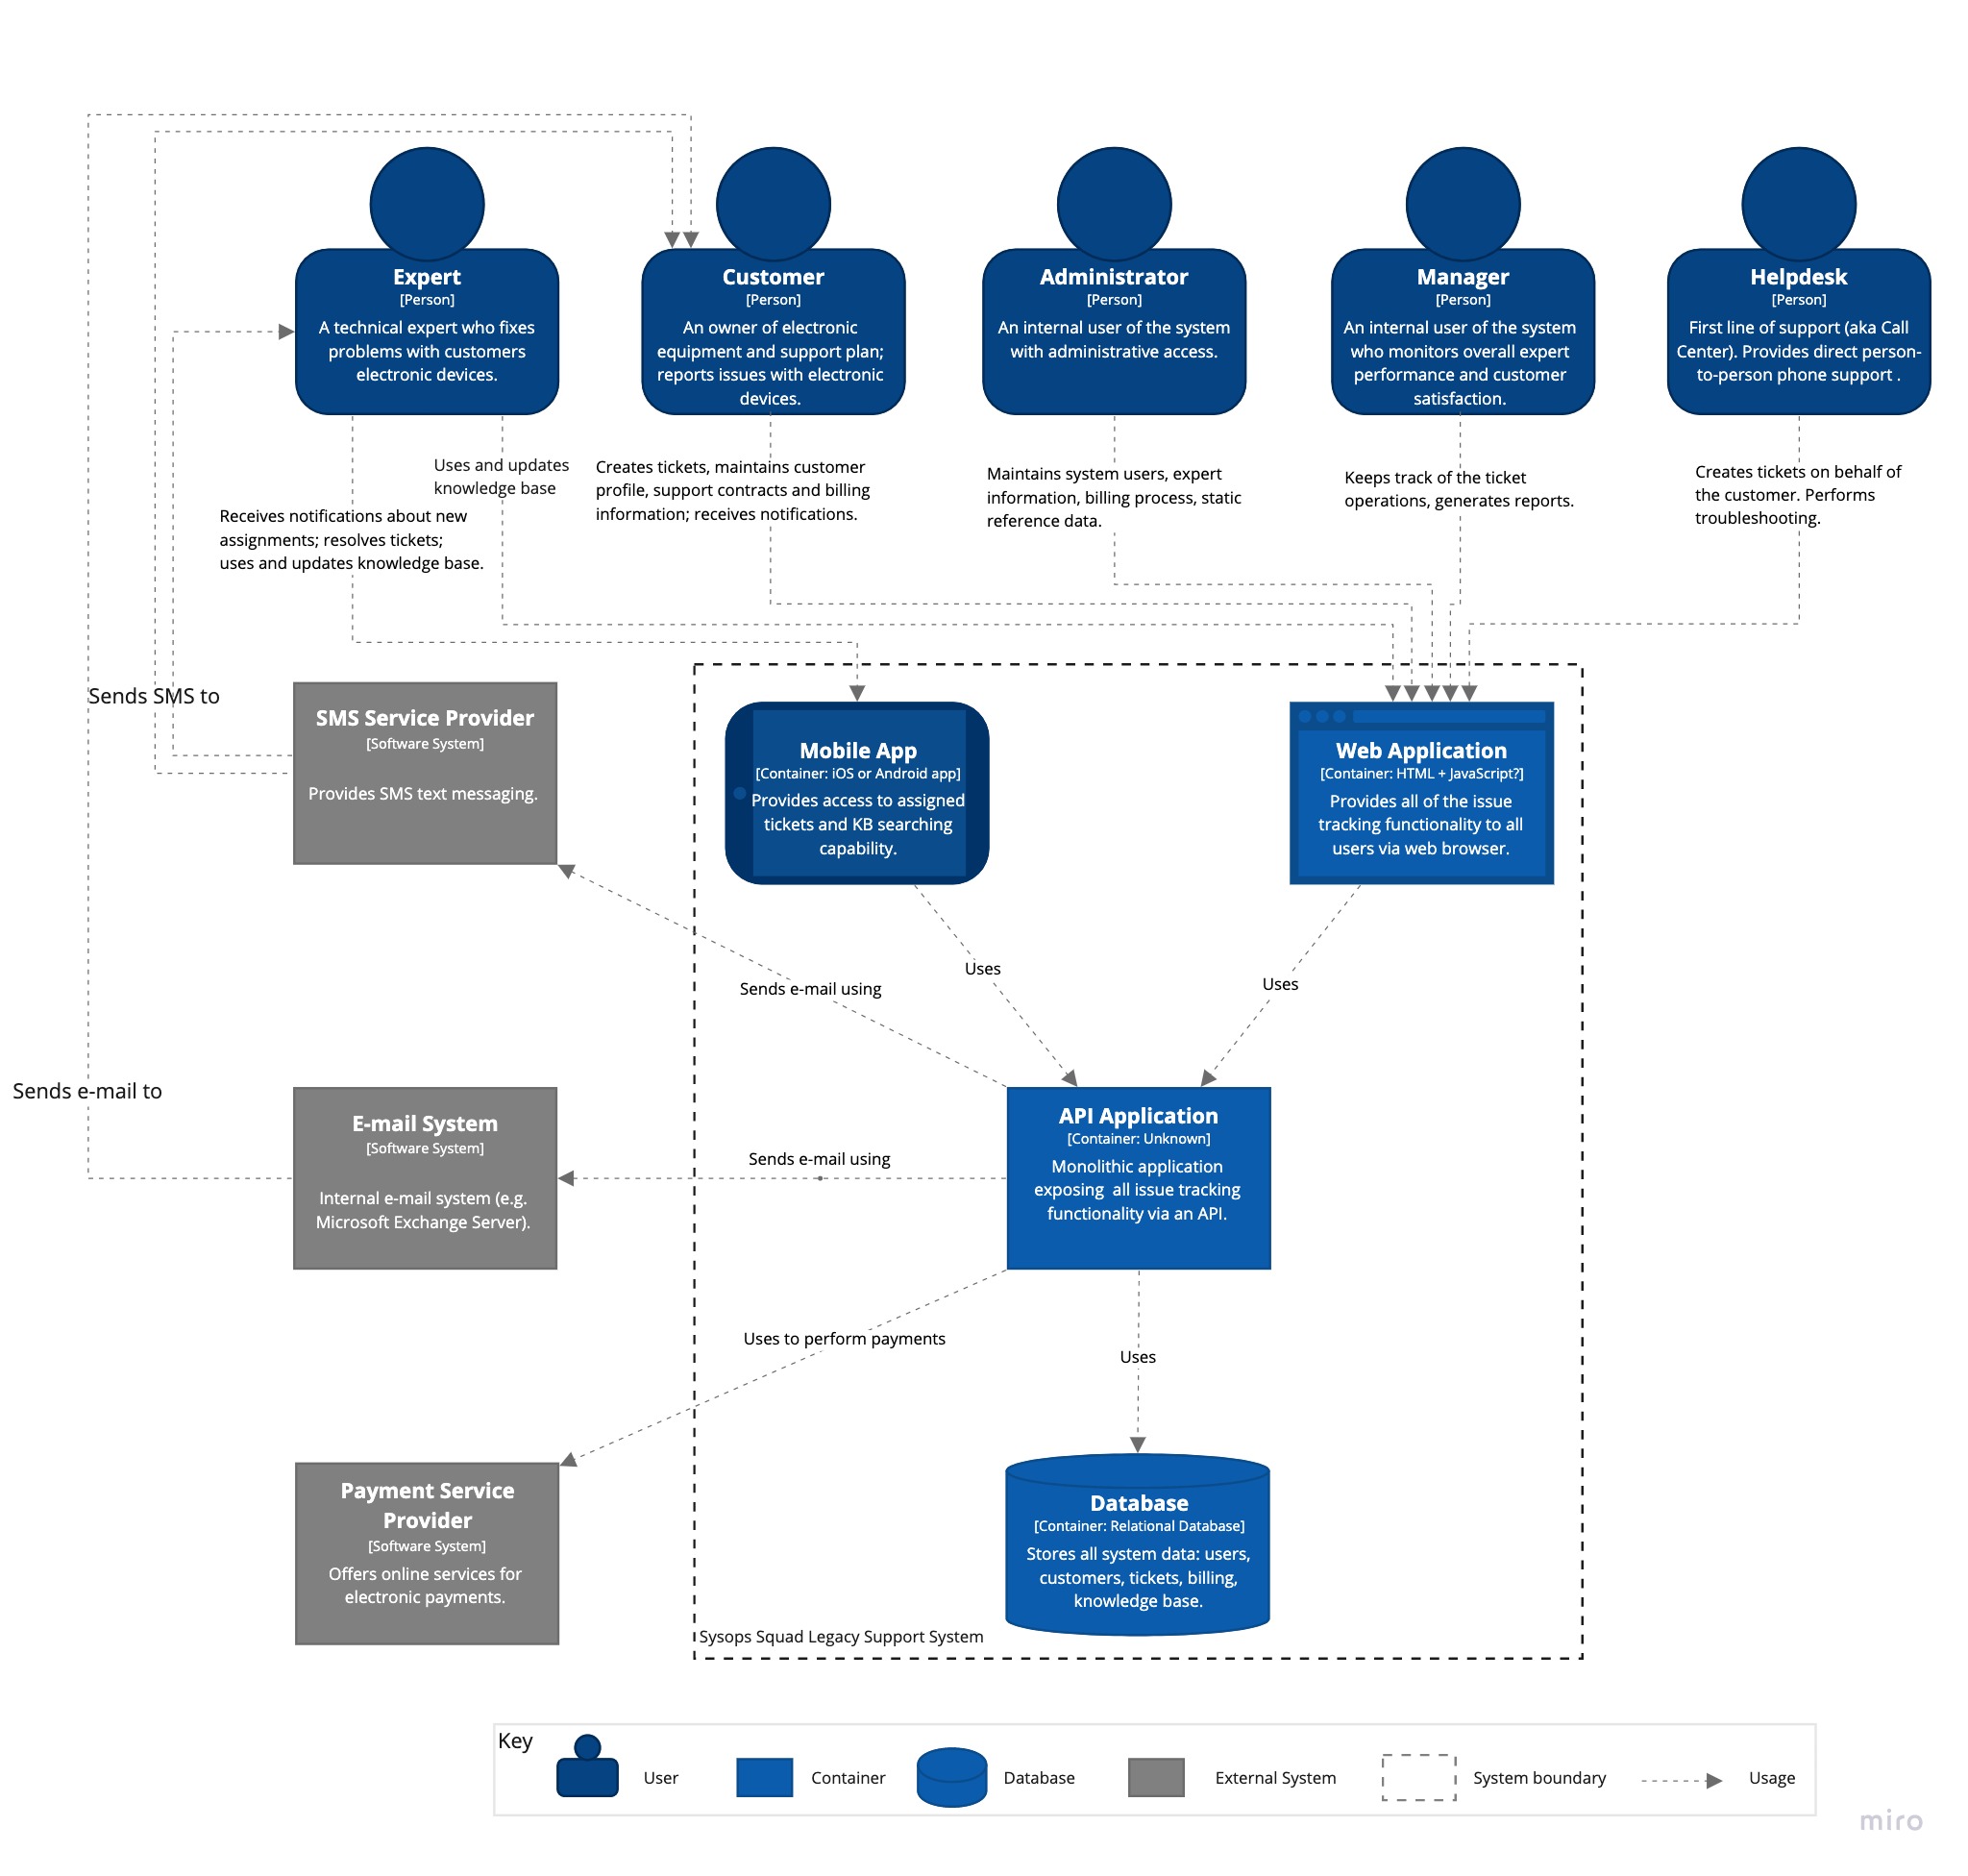 Expert
[Person]
A technical expert who fixes
problems with customers
electronic devices.
Customer
[Person]
An owner of electronic
equipment and support plan;
reports issues with electronic
devices.
Administrator
[Person]
An internal user of the system
with administrative access.
Manager
[Person]
An internal user of the system
who monitors overall expert
performance and customer
satisfaction.
Helpdesk
[Person]
First line of support (aka Call
Center). Provides direct person-
to-person phone support .
Uses and updates
knowledge base
Receives notifications about new
assignments; resolves tickets;
uses and updates knowledge base.
Creates tickets, maintains customer
profile, support contracts and billing
information; receives notifications.
Maintains system users, expert
information, billing process, static
reference data.
Keeps track of the ticket
operations, generates reports.
Creates tickets on behalf of
the customer. Performs
troubleshooting.
Sends SMS to
SMS Service Provider
[Software System]
Provides SMS text messaging.
Mobile App
[Container: iOS or Android app]
Provides access to assigned
tickets and KB searching
capability.
Web Application
[Container: HTML + JavaScript?]
Provides all of the issue
tracking functionality to all
users via web browser.
Sends e-mail using
Uses
Uses
Sends e-mail to
E-mail System
[Software System]
Internal e-mail system (e.g.
Microsoft Exchange Server).
Sends e-mail using
API Application
[Container: Unknown]
Monolithic application
exposing  all issue tracking
functionality via an API.
Uses to perform payments
Uses
Payment Service
Provider
[Software System]
Offers online services for
electronic payments.
Database
[Container: Relational Database]
Stores all system data: users,
customers, tickets, billing,
knowledge base.
Sysops Squad Legacy Support System
Key
User
Container
Database
External System
System boundary
Usage
miro